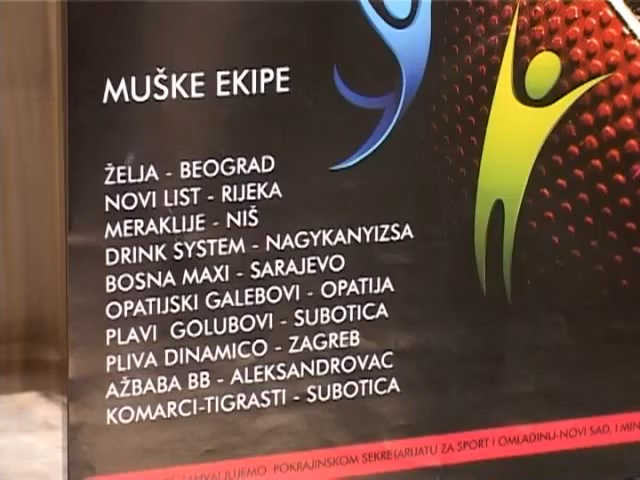 MUŠKE EKIPE
ŽELJA - BEOGRAD
NOVI LIST - RIJEKA
MERAKLIJE - NIŠ
DRINK SYSTEM - NAGYKANYIZSA
BOSNA MAXI - SARAJEVO
OPATIJSKI GALEBOVI - OPATIJA
PLAVI GOLUBOVI - SUBOTICA
PLIVA DINAMICO - ZAGREB
AŽBABA BB - ALEKSANDROVAC
KOMARCI-TIGRASTI - SUBOTICA
POKRAJINSKOM SEKRETARIJATU ZA SPORT I OMLADINU-NOVI SAD, I MIN